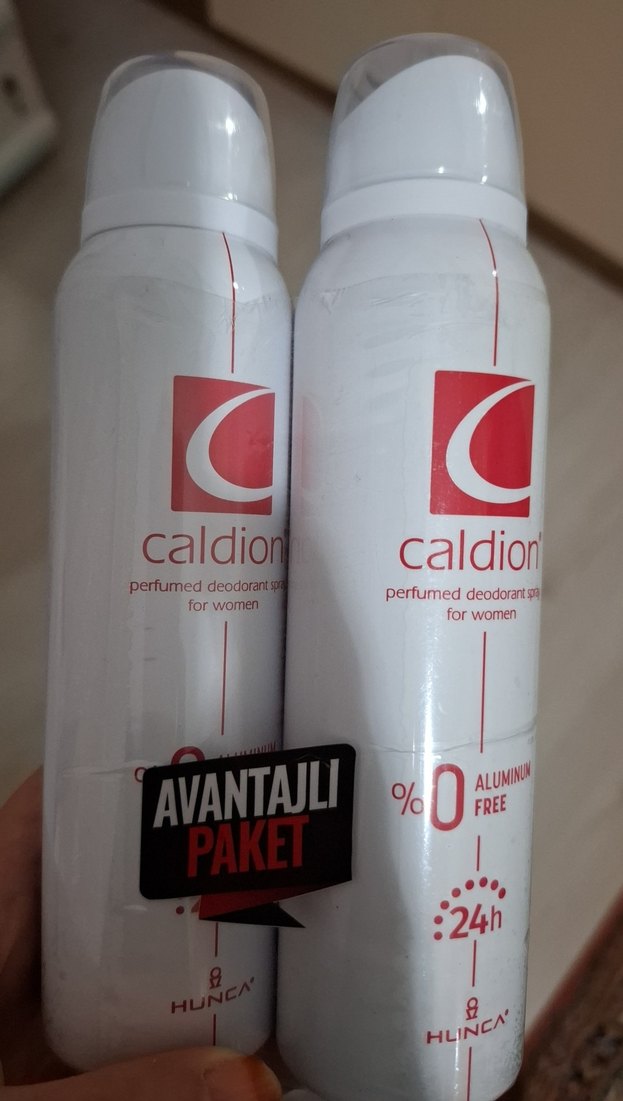 caldion
perfumed deodorant spray
for women
AVANTAJLI
PAKET
HUNCA
caldion
perfumed deodorant spray
for women
%0 ALUMINUM
FREE
24h
HUNCA